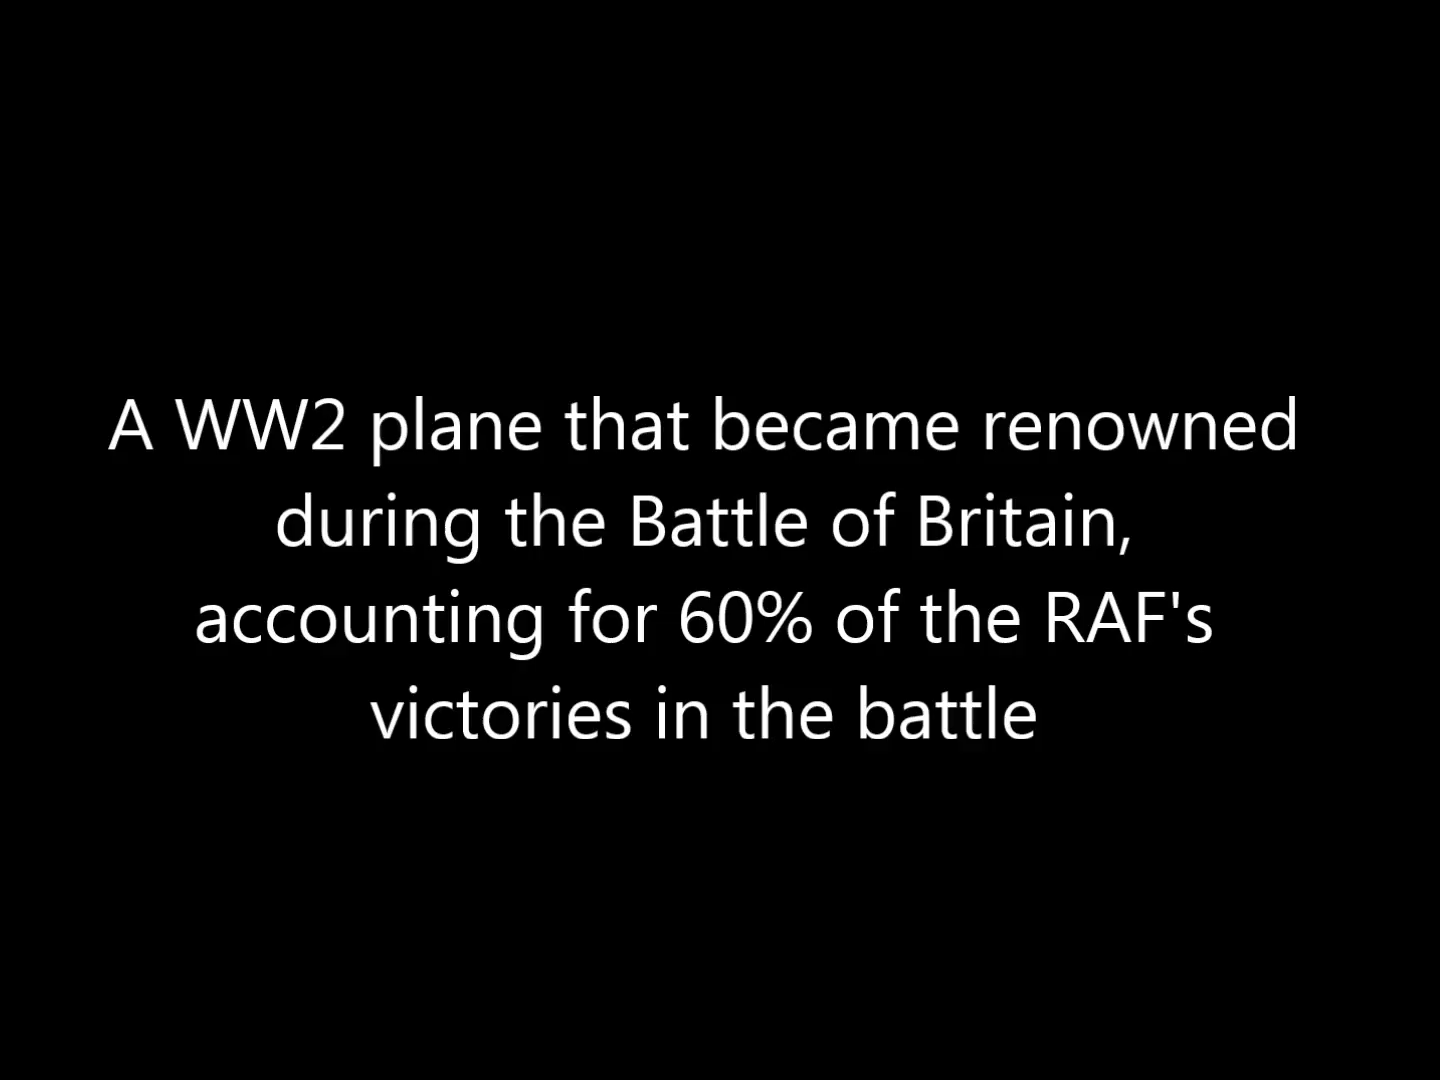 A WW2 plane that became renowned
during the Battle of Britain,
accounting for 60% of the RAF's
victories in the battle